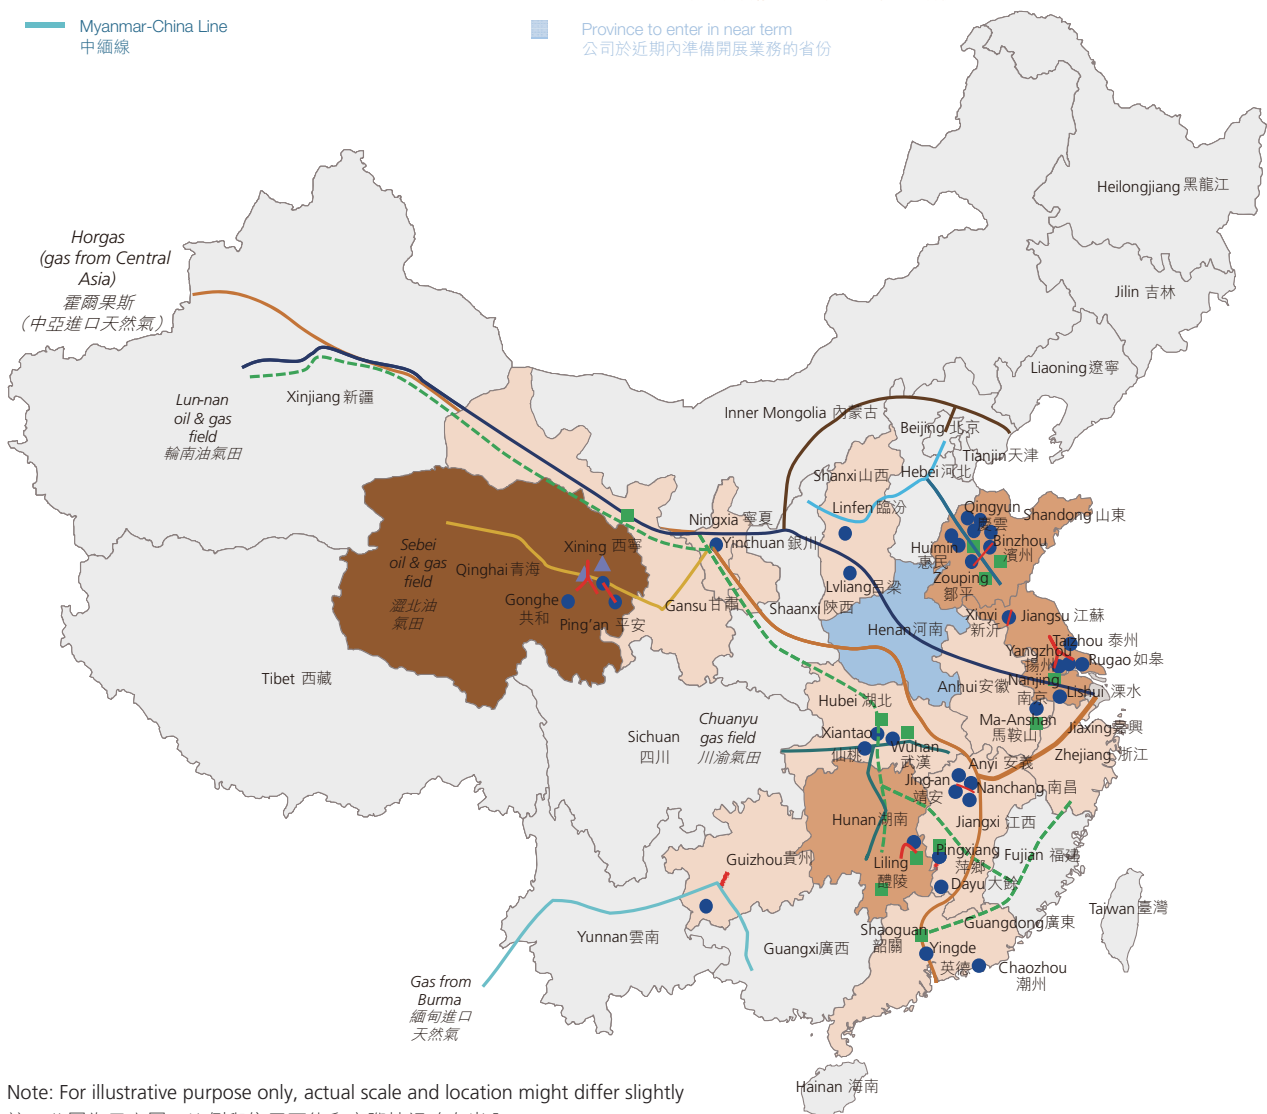 Myanmar-China Line
中緬線
Province to enter in near term
公司於近期內準備開展業務的省份
Heilongjiang 黑龍江
Horgas
(gas from Central
Asia)
霍爾果斯
（中亞進口天然氣）
Jilin 吉林
Liaoning 遼寧
Xinjiang 新疆
Lun-nan
oil & gas
field
輪南油氣田
Inner Mongolia 內蒙古
Beijing 北京
Tianjin 天津
Shanxi 山西
Hebei 河北
Linfen 臨汾
Qingyun
慶雲
Shandong 山東
Ningxia 寧夏
Yinchuan 銀川
Huimin
惠民
Binzhou
濱州
Sebei
oil & gas
field
澀北油
氣田
Xining 西寧
Qinghai 青海
Zouping
鄒平
Lvliang 呂梁
Gonghe
共和
Gansu 甘肅
Shaanxi 陝西
Ping'an 平安
Xinyi
新沂
Jiangsu 江蘇
Henan 河南
Taizhou 泰州
Yangzhou
揚州
Rugao 如皋
Tibet 西藏
Anhui 安徽
Nanjing
南京
Lishui 溧水
Hubei 湖北
Ma-Anshan
馬鞍山
Jiaxing 嘉興
Sichuan
四川
Chuanyu
gas field
川渝氣田
Xiantao
仙桃
Wuhan
武漢
Zhejiang 浙江
Anyi 安義
Jing-an
靖安
Nanchang 南昌
Hunan 湖南
Jiangxi 江西
Guizhou 貴州
Liling
醴陵
Pingxiang
萍鄉
Fujian 福建
Dayu 大餘
Taiwan 臺灣
Yunnan 雲南
Guangxi 廣西
Shaoguan
韶關
Guangdong 廣東
Yingde
英德
Chaozhou
潮州
Gas from
Burma
緬甸進口
天然氣
Hainan 海南
Note: For illustrative purpose only, actual scale and location might differ slightly